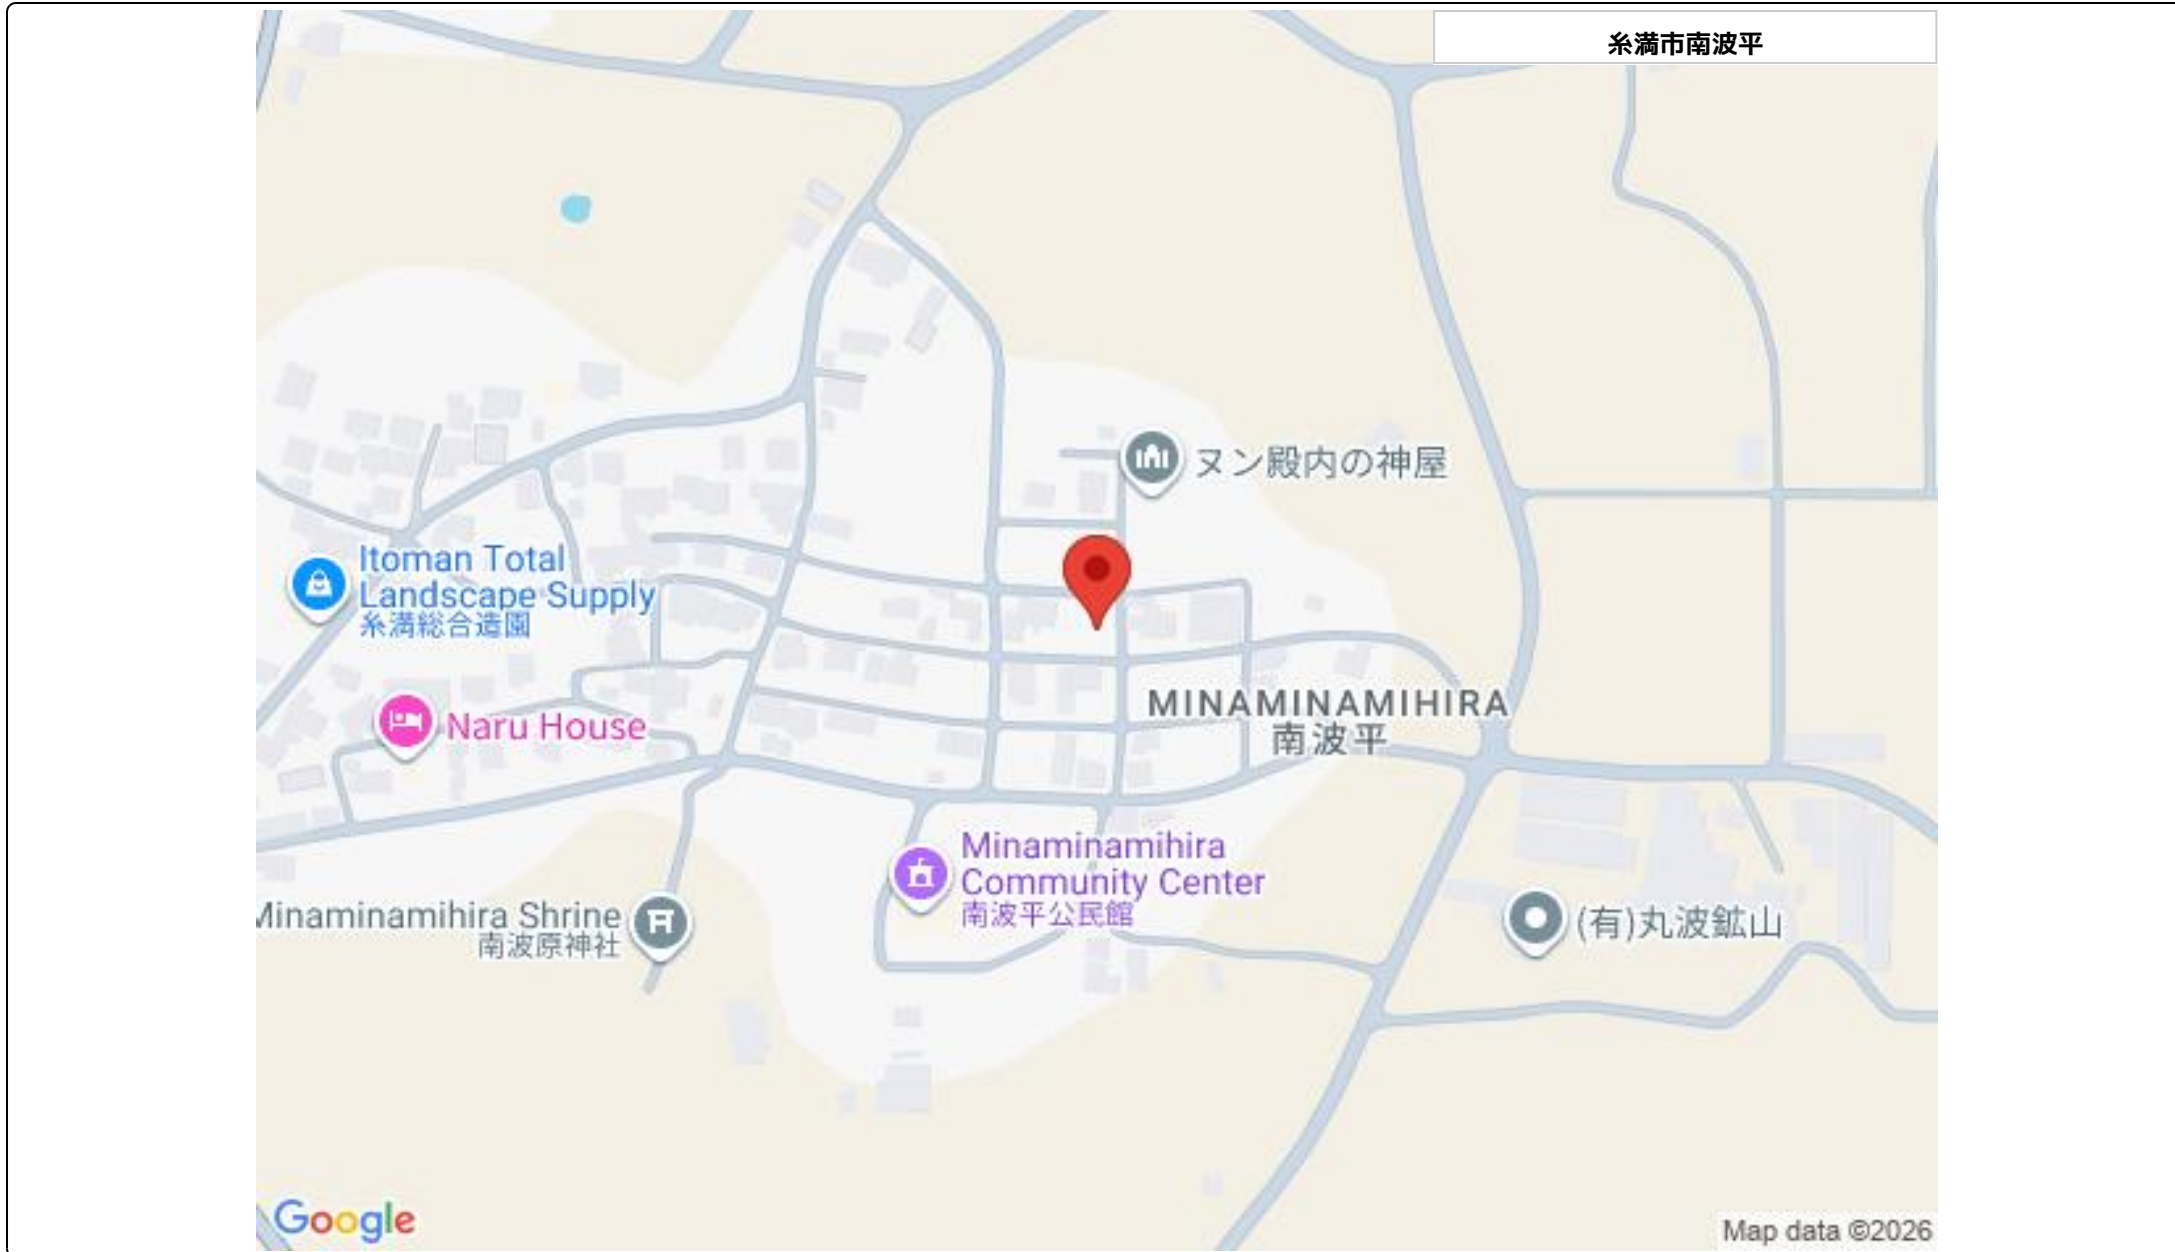 糸満市南波平
ヌン殿内の神屋
Itoman Total
Landscape Supply
糸満総合造園
MINAMINAMIHIRA
南波平
Naru House
Minaminamihira
Community Center
南波平公民館
Minaminamihira Shrine
南波原神社
(有)丸波鉱山
Google
Map data ©2026